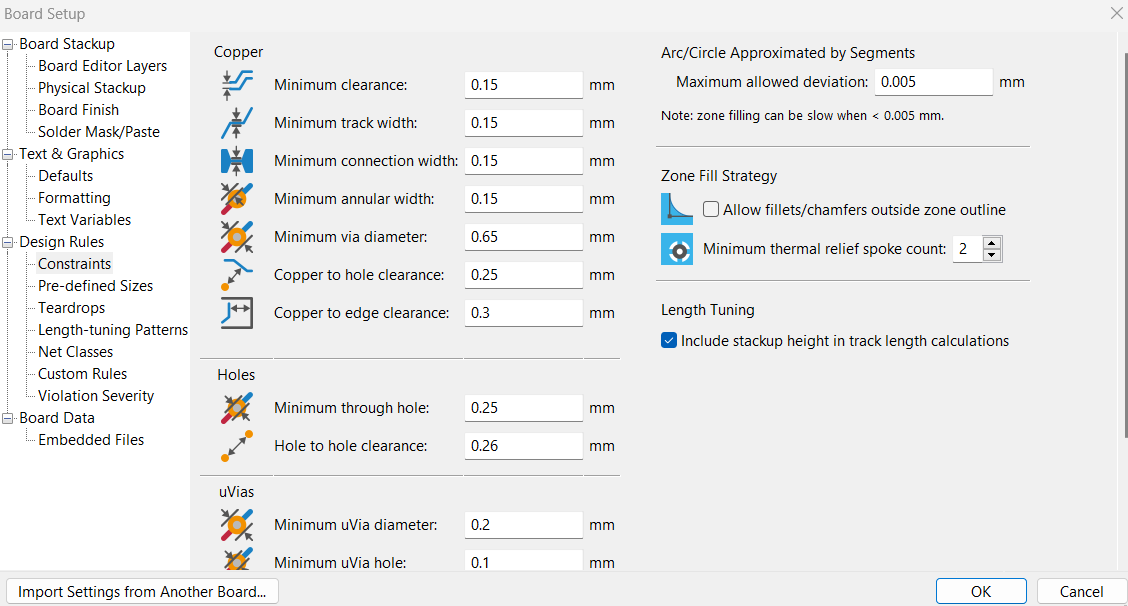 Board Setup
Board Stackup
Board Editor Layers
Physical Stackup
Board Finish
Solder Mask/Paste
Text & Graphics
Defaults
Formatting
Text Variables
Design Rules
Constraints
Pre-defined Sizes
Teardrops
Length-tuning Patterns
Net Classes
Custom Rules
Violation Severity
Board Data
Embedded Files
Copper
Minimum clearance: 0.15 mm
Minimum track width: 0.15 mm
Minimum connection width: 0.15 mm
Minimum annular width: 0.15 mm
Minimum via diameter: 0.65 mm
Copper to hole clearance: 0.25 mm
Copper to edge clearance: 0.3 mm
Holes
Minimum through hole: 0.25 mm
Hole to hole clearance: 0.26 mm
uVias
Minimum uVia diameter: 0.2 mm
Minimum uVia hole: 0.1 mm
Arc/Circle Approximated by Segments
Maximum allowed deviation: 0.005 mm
Note: zone filling can be slow when < 0.005 mm.
Zone Fill Strategy
Allow fillets/chamfers outside zone outline
Minimum thermal relief spoke count: 2
Length Tuning
Include stackup height in track length calculations
Import Settings from Another Board...
OK
Cancel